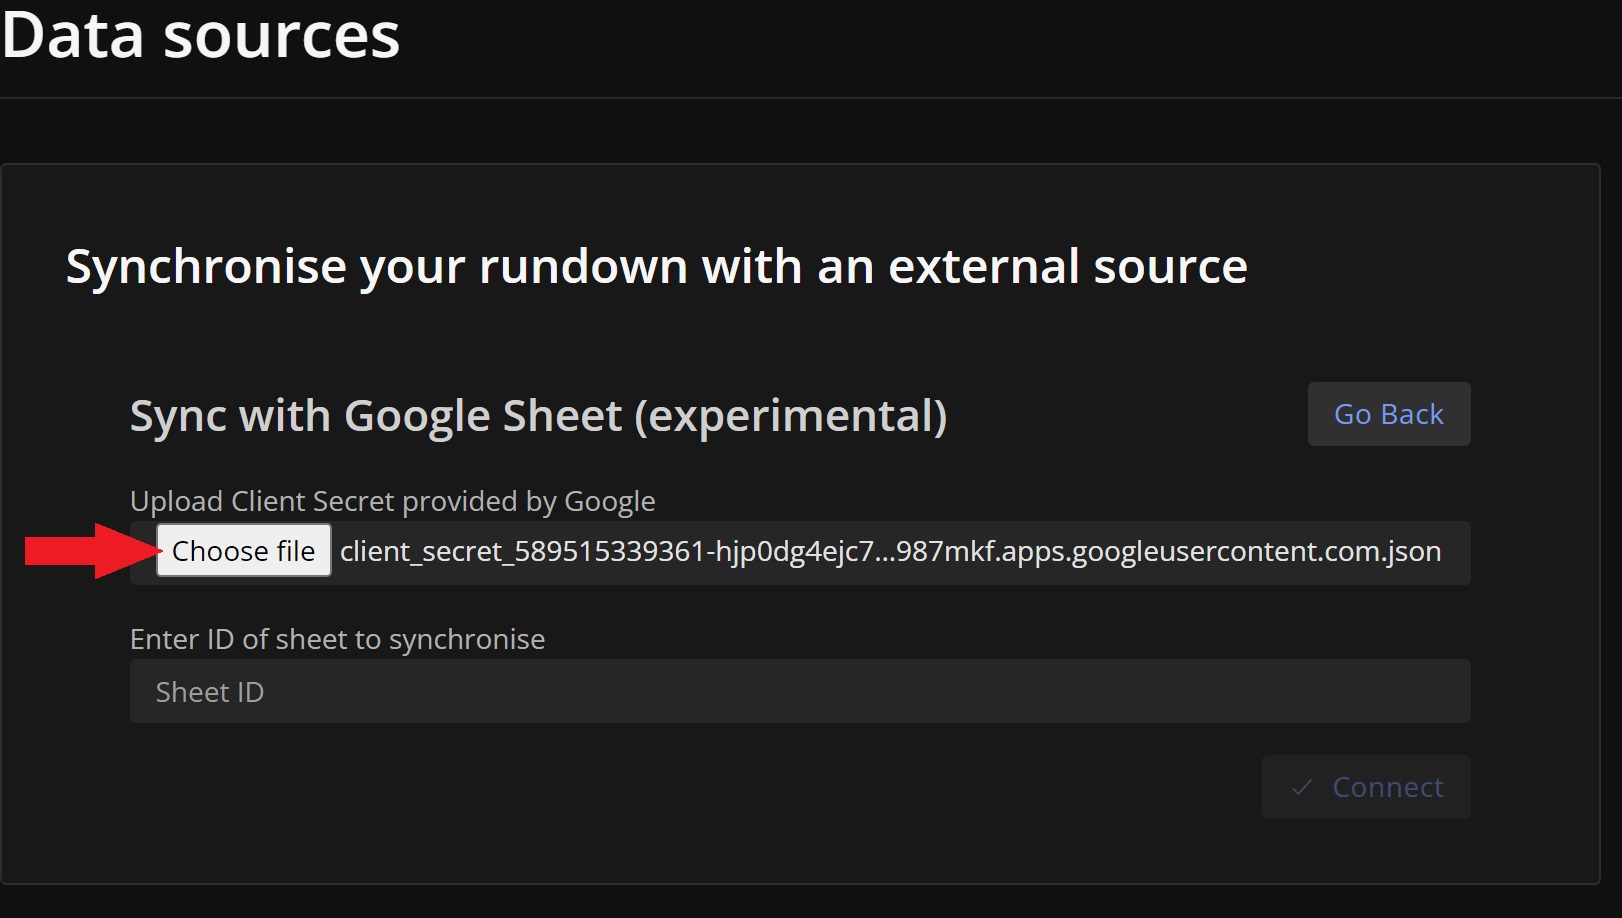 Data sources
Synchronise your rundown with an external source
Sync with Google Sheet (experimental)
Go Back
Upload Client Secret provided by Google
Choose file client_secret_589515339361-hjp0dg4ejc7...987mkf.apps.googleusercontent.com.json
Enter ID of sheet to synchronise
Sheet ID
Connect